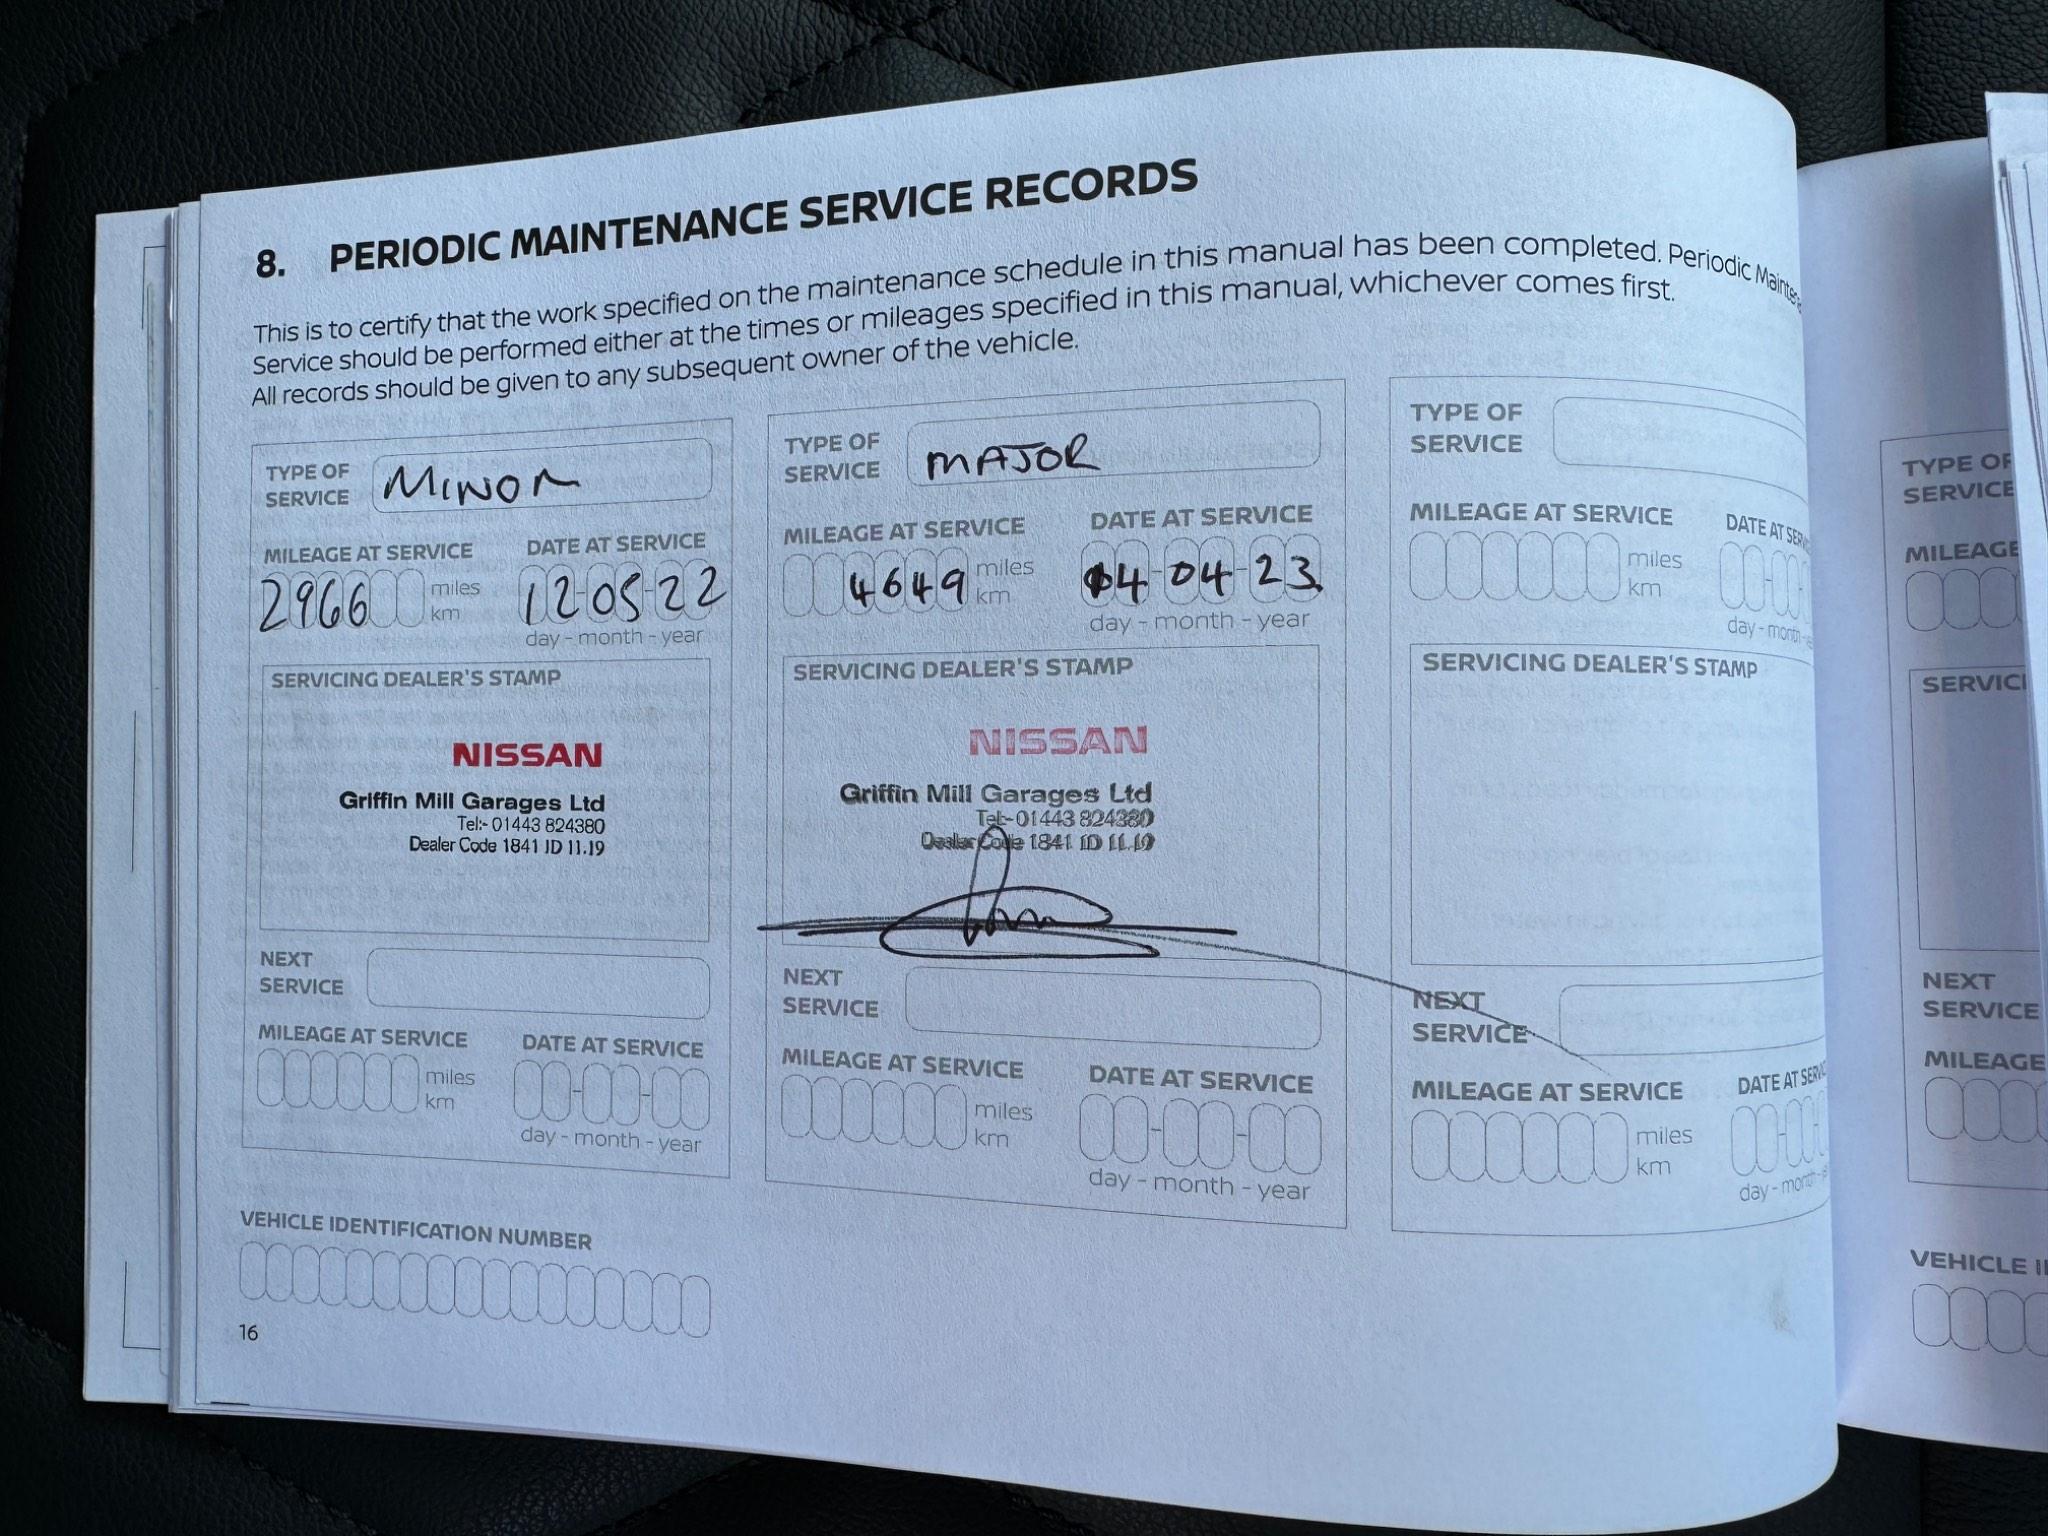 8. PERIODIC MAINTENANCE SERVICE RECORDS
This is to certify that the work specified on the maintenance schedule in this manual has been completed. Periodic
Service should be performed either at the times or mileages specified in this manual, whichever comes first.
All records should be given to any subsequent owner of the vehicle.
TYPE OF
SERVICE
MINOR
MILEAGE AT SERVICE
DATE AT SERVICE
2966
miles
km
12-05-22
day - month - year
SERVICING DEALER'S STAMP
NISSAN
Griffin Mill Garages Ltd
Tel:- 01443 824380
Dealer Code 1841 ID 11.19
NEXT
SERVICE
MILEAGE AT SERVICE
DATE AT SERVICE
miles
km
day - month - year
VEHICLE IDENTIFICATION NUMBER
16
TYPE OF
SERVICE
MAJOR
MILEAGE AT SERVICE
DATE AT SERVICE
4649
miles
km
04-04-23
day - month - year
SERVICING DEALER'S STAMP
NISSAN
Griffin Mill Garages Ltd
Tel:- 01443 824380
Dealer Code 1841 ID 11.19
NEXT
SERVICE
MILEAGE AT SERVICE
DATE AT SERVICE
miles
km
day - month - year
TYPE OF
SERVICE
MILEAGE AT SERVICE
DATE AT
miles
km
day - month
SERVICING DEALER'S STAMP
NEXT
SERVICE
MILEAGE AT SERVICE
DATE AT
miles
km
day - month
TYPE OF
SERVICE
MILEAGE
NEXT
SERVICE
MILEAGE
VEHICLE